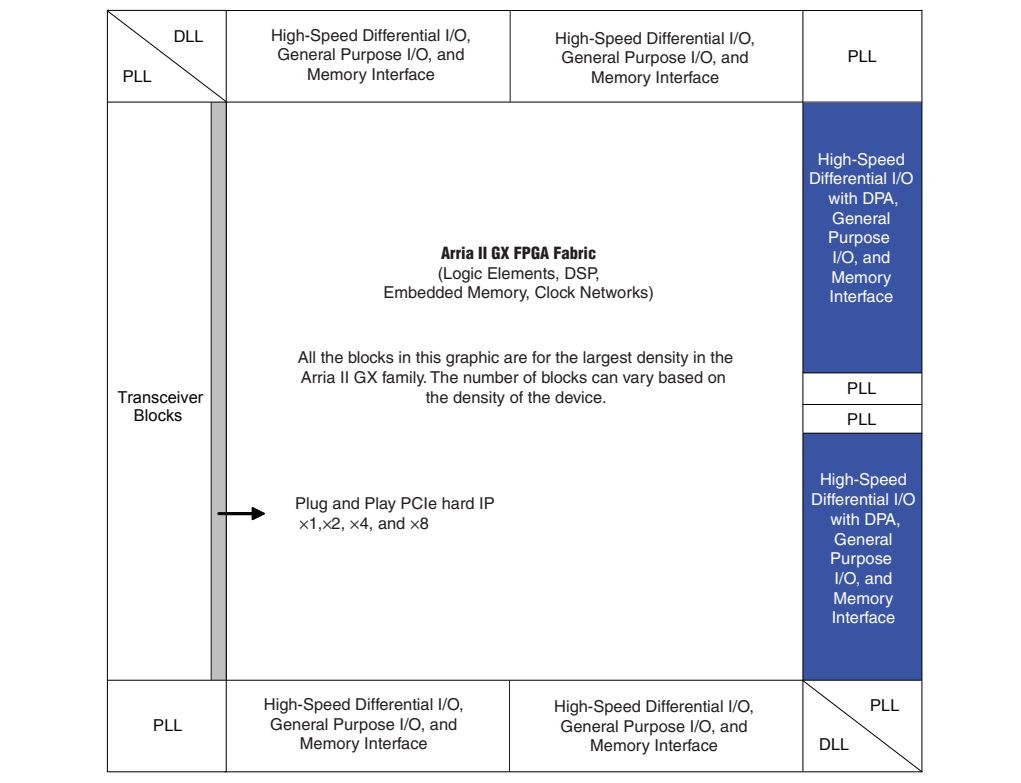 DLL
PLL
High-Speed Differential I/O,
General Purpose I/O, and
Memory Interface
High-Speed Differential I/O,
General Purpose I/O, and
Memory Interface
PLL
Transceiver
Blocks
Arria II GX FPGA Fabric
(Logic Elements, DSP,
Embedded Memory, Clock Networks)
All the blocks in this graphic are for the largest density in the
Arria II GX family. The number of blocks can vary based on
the density of the device.
Plug and Play PCIe hard IP
×1,×2, ×4, and ×8
High-Speed
Differential I/O
with DPA,
General
Purpose
I/O, and
Memory
Interface
PLL
PLL
High-Speed
Differential I/O
with DPA,
General
Purpose
I/O, and
Memory
Interface
PLL
High-Speed Differential I/O,
General Purpose I/O, and
Memory Interface
High-Speed Differential I/O,
General Purpose I/O, and
Memory Interface
PLL
DLL